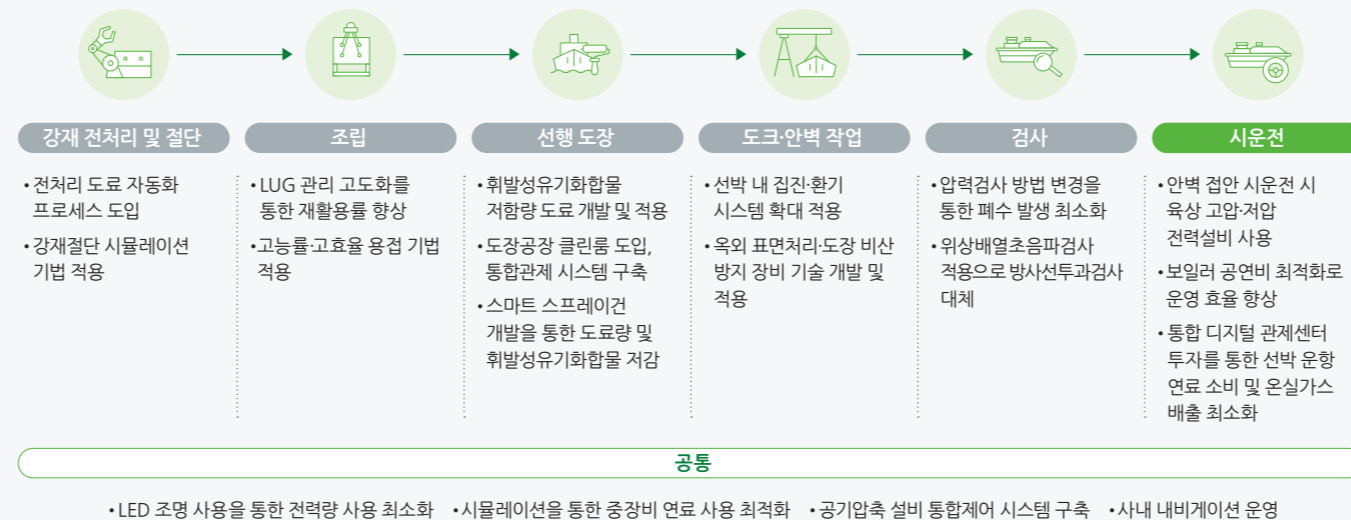 강재 전처리 및 절단
• 전처리 도료 자동화
프로세스 도입
• 강재절단 시뮬레이션
기법 적용
조립
• LUG 관리 고도화를
통한 재활용률 향상
• 고능률·고효율 용접 기법
적용
선행 도장
• 휘발성유기화합물
저함량 도료 개발 및 적용
• 도장공장 클린룸 도입,
통합관제 시스템 구축
• 스마트 스프레이건
개발을 통한 도료량 및
휘발성유기화합물 저감
도크·안벽 작업
• 선박 내 집진·환기
시스템 확대 적용
• 옥외 표면처리·도장 비산
방지 장비 기술 개발 및
적용
검사
• 압력검사 방법 변경을
통한 폐수 발생 최소화
• 위상배열초음파검사
적용으로 방사선투과검사
대체
시운전
• 안벽 접안 시운전 시
육상 고압·저압
전력설비 사용
• 보일러 공연비 최적화로
운영 효율 향상
• 통합 디지털 관제센터
투자를 통한 선박 운항
연료 소비 및 온실가스
배출 최소화
공통
• LED 조명 사용을 통한 전력량 사용 최소화 • 시뮬레이션을 통한 중장비 연료 사용 최적화 • 공기압축 설비 통합제어 시스템 구축 • 사내 내비게이션 운영